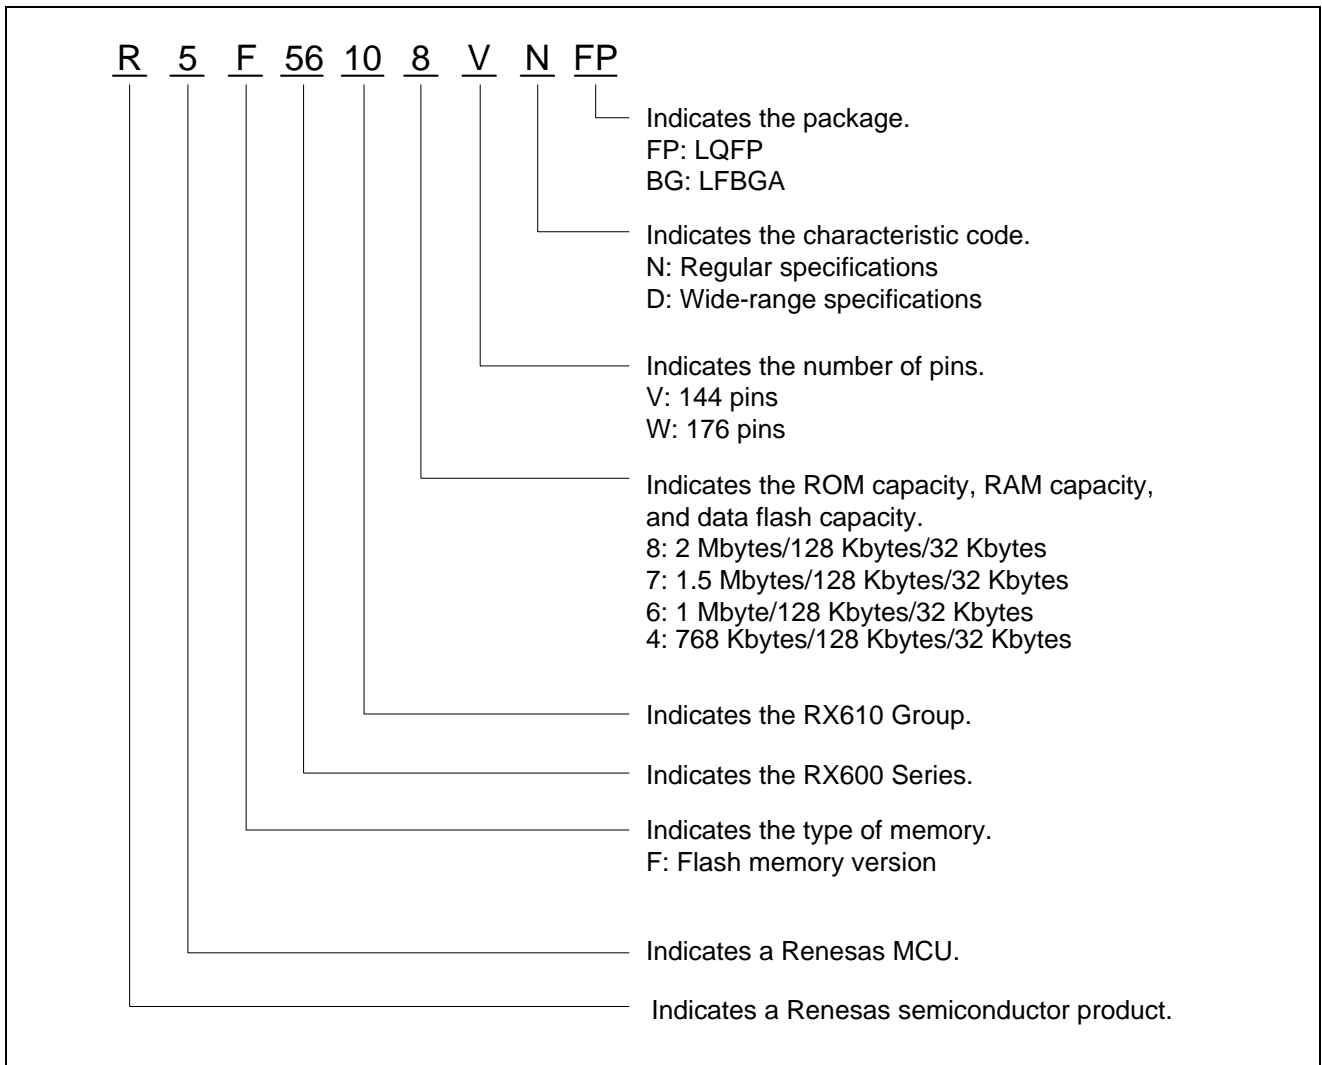 R 5 F 56 10 8 V N FP
Indicates the package.
FP: LQFP
BG: LFBGA
Indicates the characteristic code.
N: Regular specifications
D: Wide-range specifications
Indicates the number of pins.
V: 144 pins
W: 176 pins
Indicates the ROM capacity, RAM capacity,
and data flash capacity.
8: 2 Mbytes/128 Kbytes/32 Kbytes
7: 1.5 Mbytes/128 Kbytes/32 Kbytes
6: 1 Mbyte/128 Kbytes/32 Kbytes
4: 768 Kbytes/128 Kbytes/32 Kbytes
Indicates the RX610 Group.
Indicates the RX600 Series.
Indicates the type of memory.
F: Flash memory version
Indicates a Renesas MCU.
Indicates a Renesas semiconductor product.